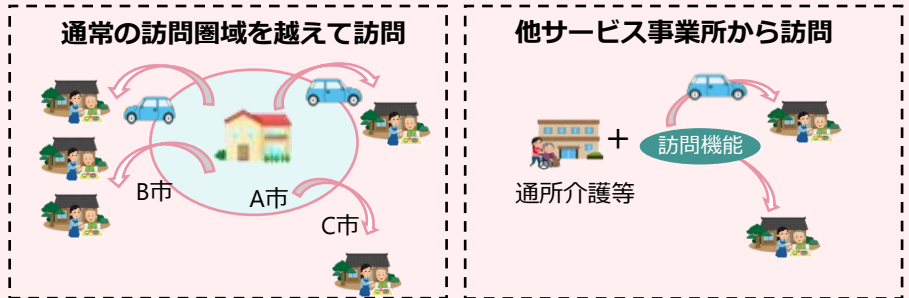 通常の訪問圏域を越えて訪問
B市
A市
C市
他サービス事業所から訪問
+
訪問機能
通所介護等